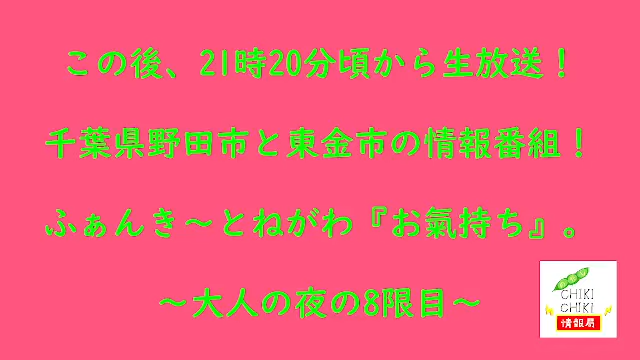 この後、21時20分頃から生放送！
千葉県野田市と東金市の情報番組！
ふぁんき～とねがわ『お氣持ち』。
～大人の夜の8限目～
CHIKI
CHIKI
情報局